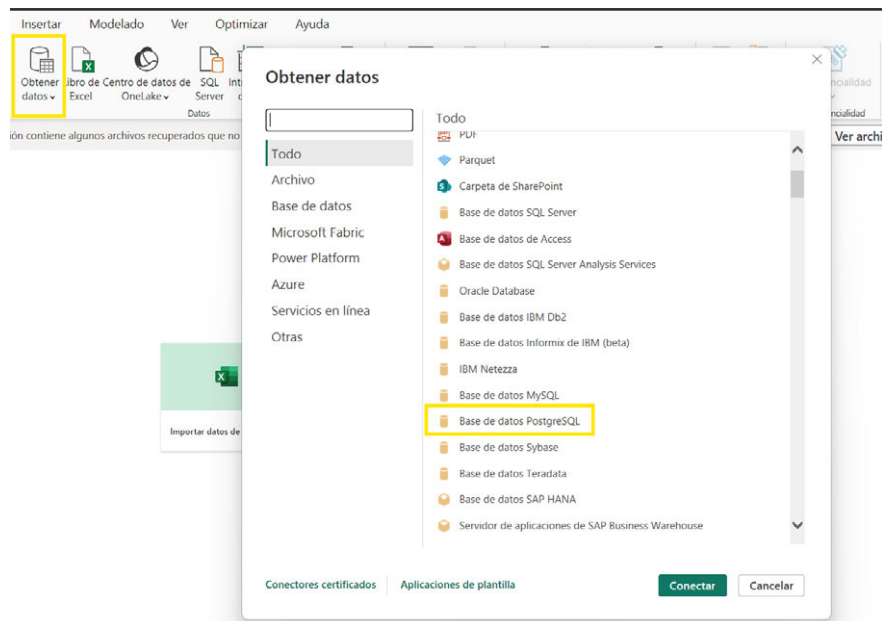 Insertar Modelado Ver Optimizar Ayuda
Obtener datos
Libro de Excel
Centro de datos de OneLake
SQL Server
Datos
ión contiene algunos archivos recuperados que no
Ver archi
ncialidad
ncialidad
Importar datos de
Obtener datos
Todo
Archivo
Base de datos
Microsoft Fabric
Power Platform
Azure
Servicios en línea
Otras
Todo
PDF
Parquet
Carpeta de SharePoint
Base de datos SQL Server
Base de datos de Access
Base de datos SQL Server Analysis Services
Oracle Database
Base de datos IBM Db2
Base de datos Informix de IBM (beta)
IBM Netezza
Base de datos MySQL
Base de datos PostgreSQL
Base de datos Sybase
Base de datos Teradata
Base de datos SAP HANA
Servidor de aplicaciones de SAP Business Warehouse
Conectores certificados
Aplicaciones de plantilla
Conectar
Cancelar